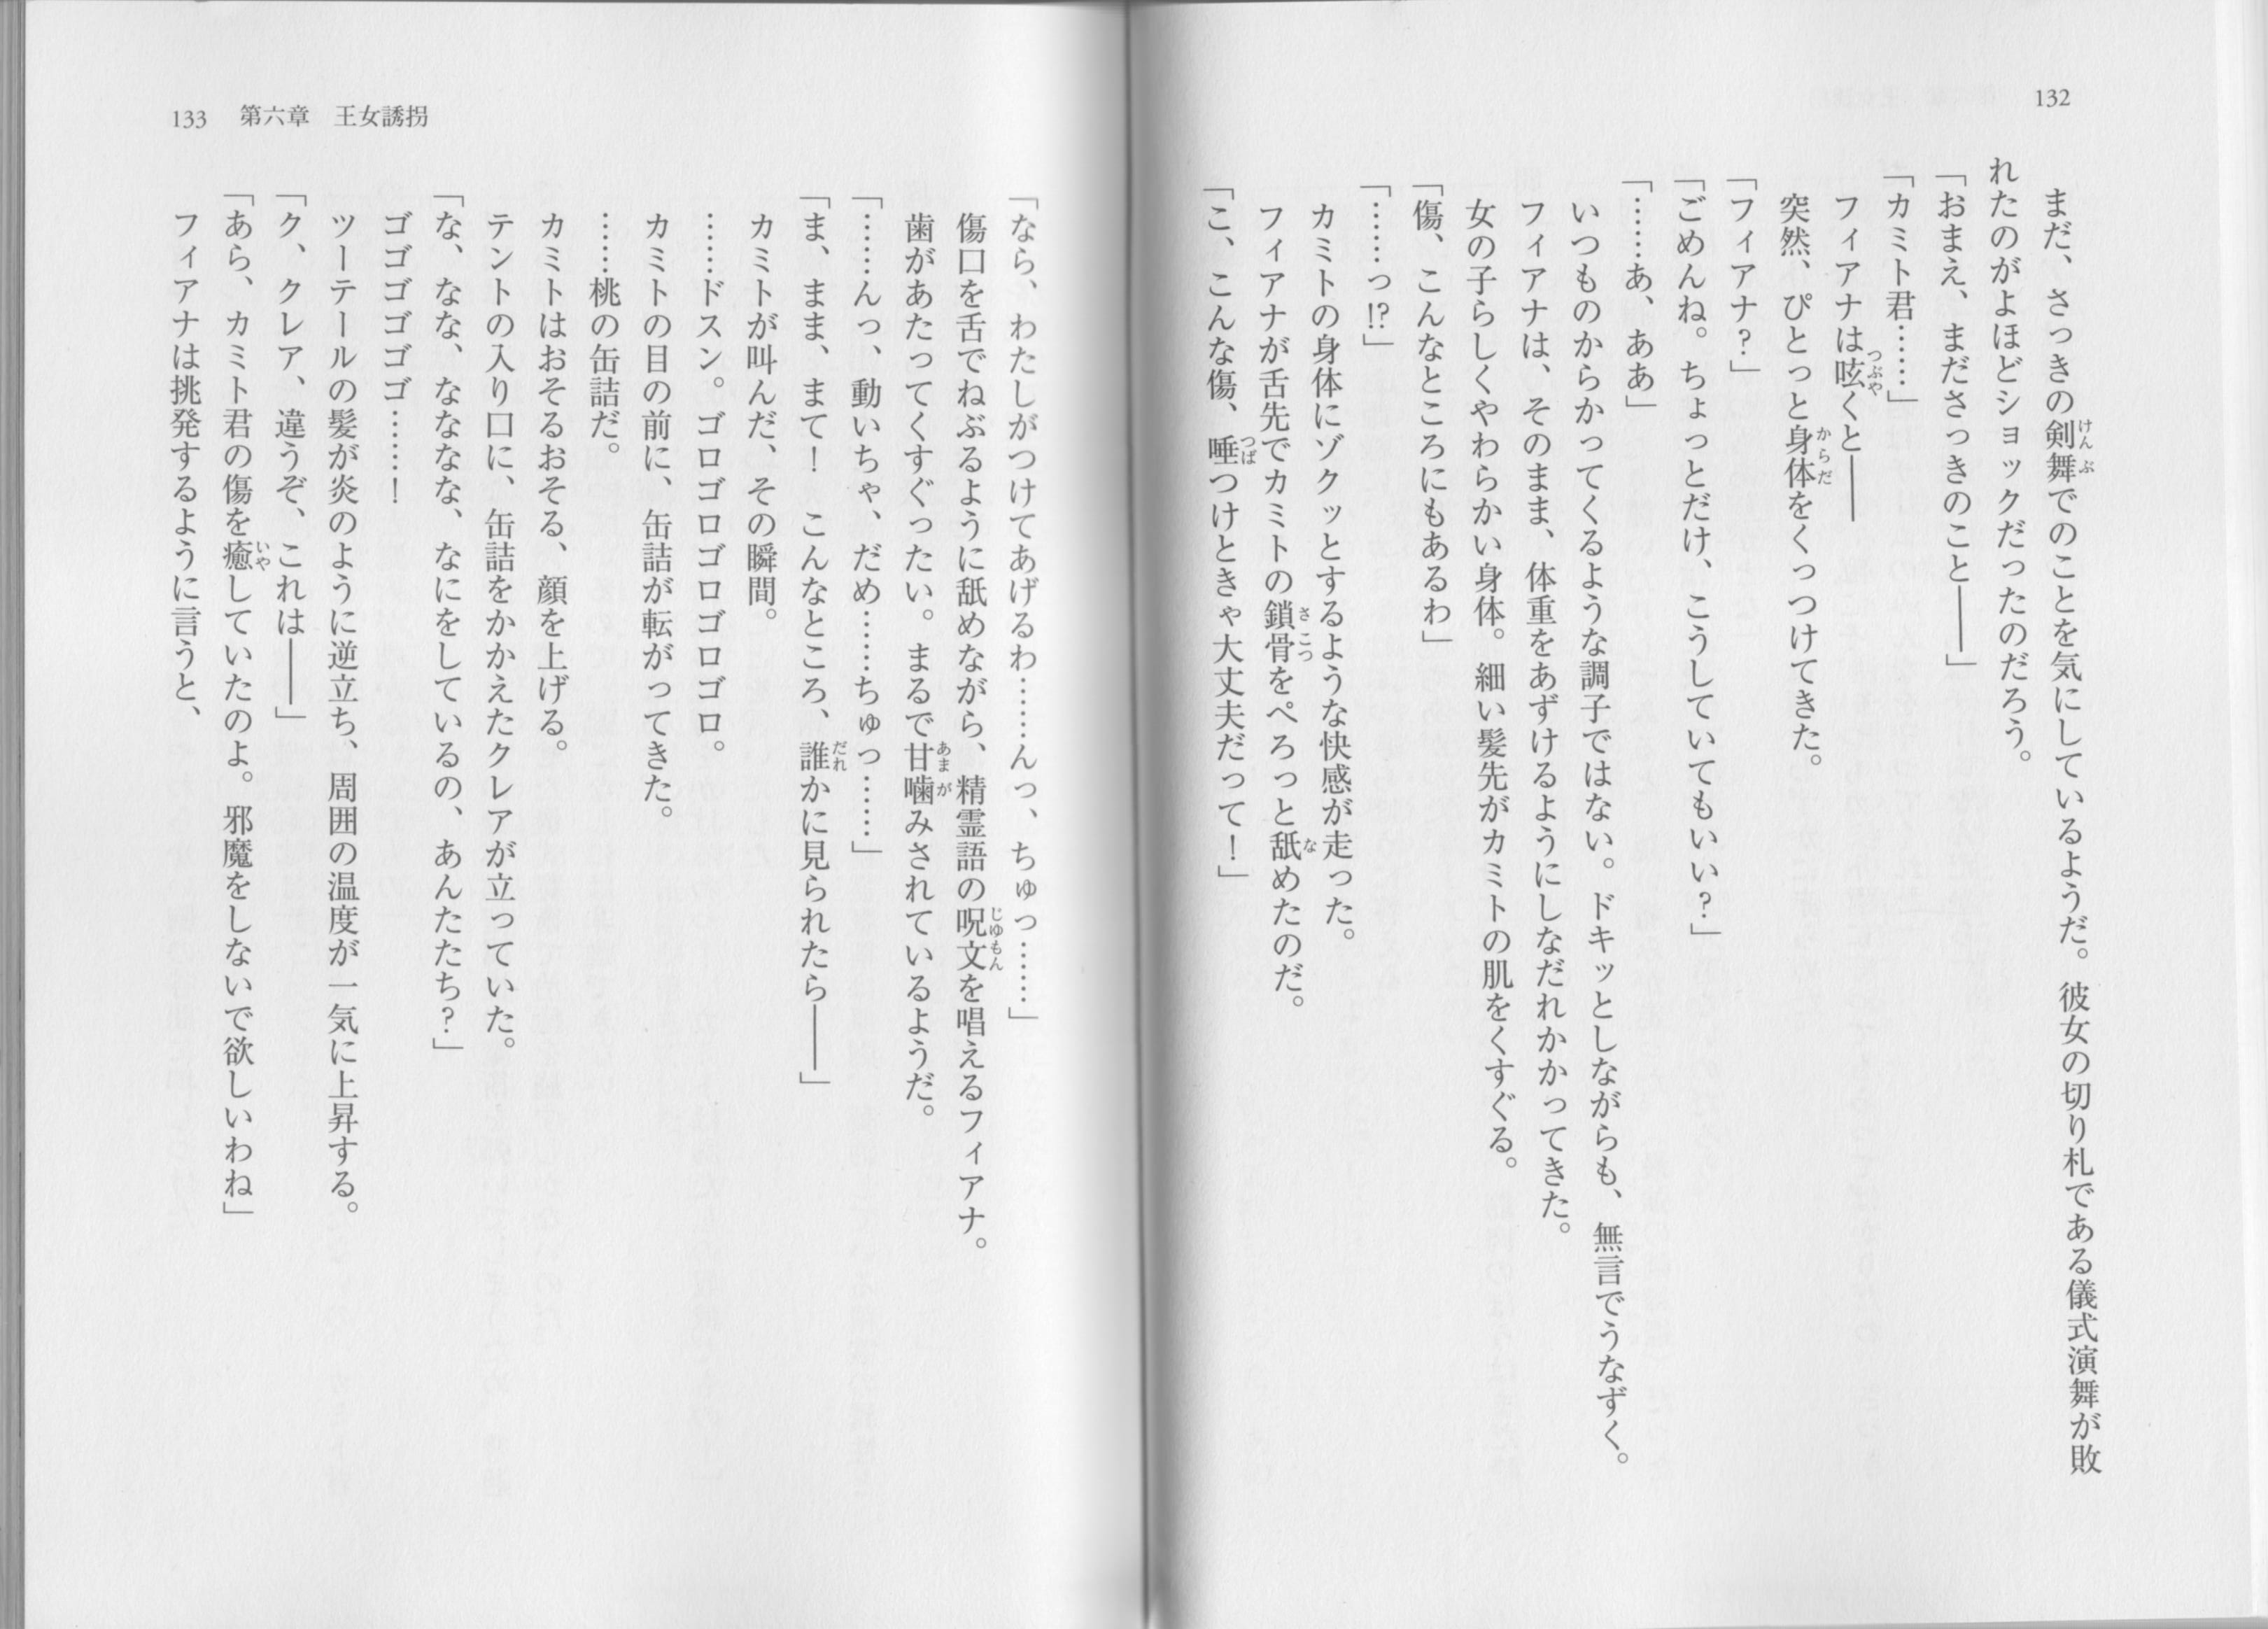 132
まだ、さっきの剣舞でのことを気にしているようだ。彼女の切り札である儀式演舞が敗
れたのがよほどショックだったのだろう。
「おまえ、まださっきのこと――」
「カミト君……」
フィアナは呟くと――
突然、ぴとっと身体をくっつけてきた。
「フィアナ？」
「ごめんね。ちょっとだけ、こうしていてもいい？」
「……あ、ああ」
いつものからかってくるような調子ではない。ドキッとしながらも、無言でうなずく。
フィアナは、そのまま、体重をあずけるようにしなだれかかってきた。
女の子らしくやわらかい身体。細い髪先がカミトの肌をくすぐる。
「傷、こんなところにもあるわ」
「……っ!?」
カミトの身体にゾクッとするような快感が走った。
フィアナが舌先でカミトの鎖骨をぺろっと舐めたのだ。
「こ、こんな傷、唾つけときゃ大丈夫だって！」
133 第六章 王女誘拐
「なら、わたしがつけてあげるわ……んっ、ちゅっ……」
傷口を舌でねぶるように舐めながら、精霊語の呪文を唱えるフィアナ。
歯があたってくすぐったい。まるで甘噛みされているようだ。
「……んっ、動いちゃ、だめ……ちゅっ……」
「ま、まま、まて！　こんなところ、誰かに見られたら――」
カミトが叫んだ、その瞬間。
……ドスン。ゴロゴロゴロゴロゴロ。
カミトの目の前に、缶詰が転がってきた。
……桃の缶詰だ。
カミトはおそるおそる、顔を上げる。
テントの入り口に、缶詰をかかえたクレアが立っていた。
「な、なな、ななな、なにをしているの、あんたたち？」
ゴゴゴゴゴゴ……！
ツーテールの髪が炎のように逆立ち、周囲の温度が一気に上昇する。
「ク、クレア、違うぞ、これは――」
「あら、カミト君の傷を癒していたのよ。邪魔をしないで欲しいわね」
フィアナは挑発するように言うと、